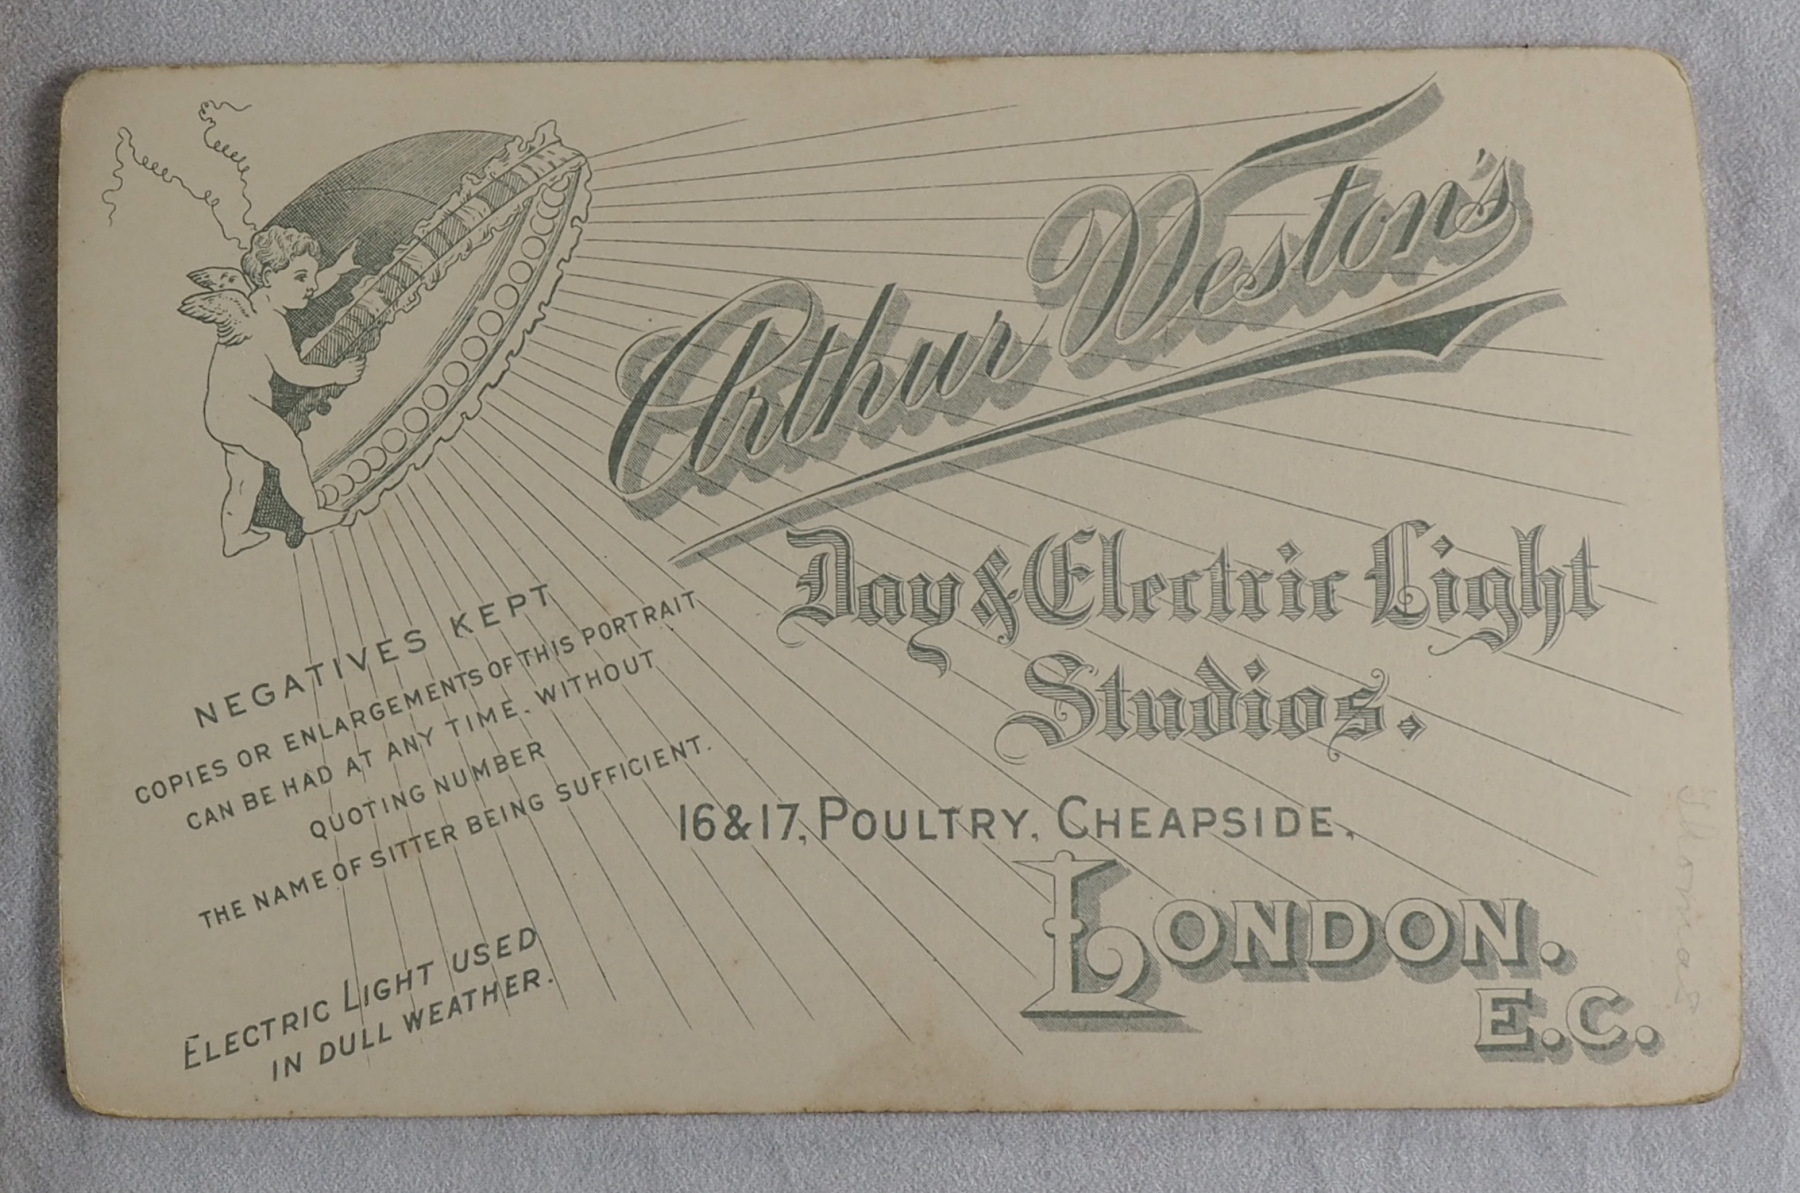 Arthur Weston's
Day & Electric Light
Studios.
16 & 17, POULTRY, CHEAPSIDE,
LONDON.
E.C.
NEGATIVES KEPT
COPIES OR ENLARGEMENTS OF THIS PORTRAIT
CAN BE HAD AT ANY TIME. WITHOUT
QUOTING NUMBER
THE NAME OF SITTER BEING SUFFICIENT.
ELECTRIC LIGHT USED
IN DULL WEATHER.